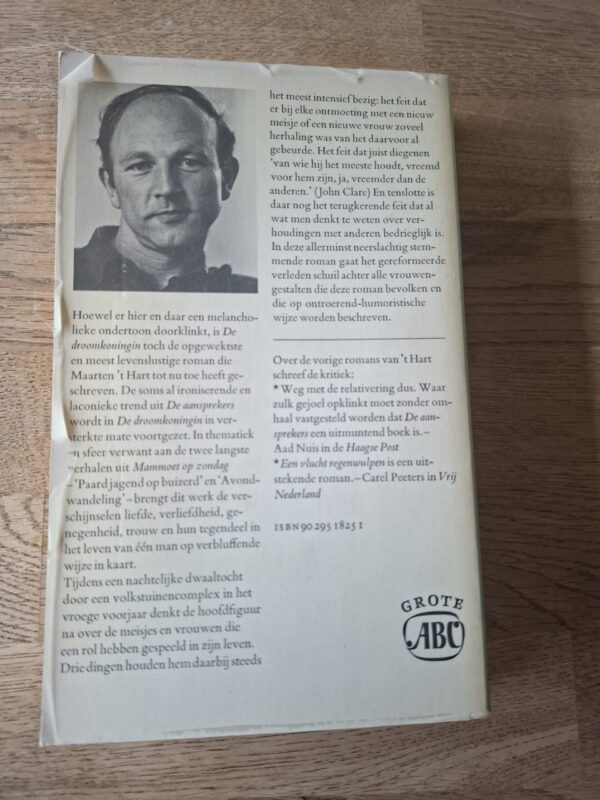 Hoewel er hier en daar een melancho-
lieke ondertoon doorklinkt, is De
droomkoningin toch de opgewektste
en meest levenslustige roman die
Maarten 't Hart tot nu toe heeft ge-
schreven. De soms al ironiserende en
laconieke trend uit De aansprekers
wordt in De droomkoningin in ver-
sterkte mate voortgezet. In thematiek
en sfeer verwant aan de twee langste
verhalen uit Mammoet op zondag
–'Paard jagend op buizerd' en 'Avond-
wandeling'–brengt dit werk de ver-
schijnselen liefde, verliefdheid, ge-
negenheid, trouw en hun tegendeel in
het leven van één man op verbluffende
wijze in kaart.
Tijdens een nachtelijke dwaaltocht
door een volkstuinencomplex in het
vroege voorjaar denkt de hoofdfiguur
na over de meisjes en vrouwen die
een rol hebben gespeeld in zijn leven.
Drie dingen houden hem daarbij steeds
het meest intensief bezig: het feit dat
er bij elke ontmoeting met een nieuw
meisje of een nieuwe vrouw zoveel
herhaling was van het daarvoor al
gebeurde. Het feit dat juist diegenen
'van wie hij het meeste houdt, vreemd
voor hem zijn, ja, vreemder dan de
anderen.' (John Clare) En tenslotte is
daar nog het terugkerende feit dat al
wat men denkt te weten over ver-
houdingen met anderen bedrieglijk is.
In deze allerminst neerslachtig stem-
mende roman gaat het gereformeerde
verleden schuil achter alle vrouwen-
gestalten die deze roman bevolken en
die op ontroerend-humoristische
wijze worden beschreven.
Over de vorige romans van 't Hart
schreef de kritiek:
* Weg met de relativering dus. Waar
zulk gejoel opklinkt moet zonder om-
haal vastgesteld worden dat De aan-
sprekers een uitmuntend boek is.–
Aad Nuis in de Haagse Post
* Een vlucht regenwulpen is een uit-
stekende roman.–Carel Peeters in Vrij
Nederland
ISBN 90 295 1825 1
GROTE
ABC